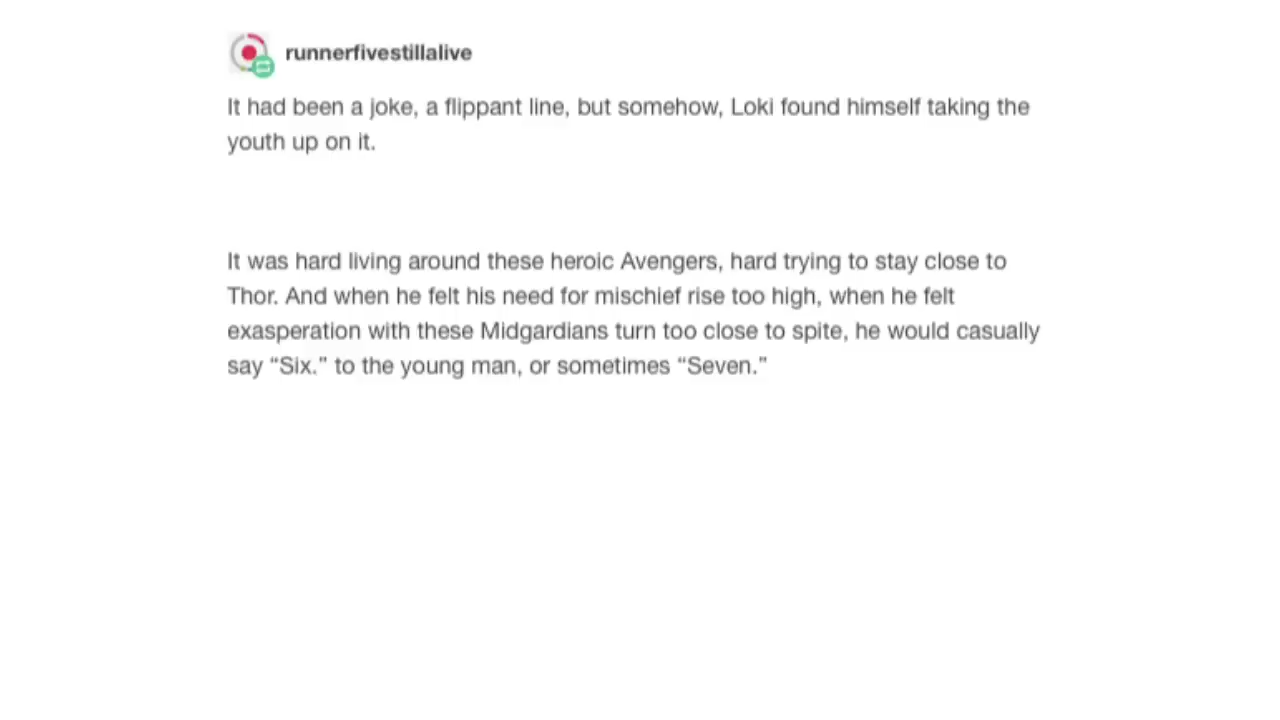 runnerfivestillalive
It had been a joke, a flippant line, but somehow, Loki found himself taking the
youth up on it.
It was hard living around these heroic Avengers, hard trying to stay close to
Thor. And when he felt his need for mischief rise too high, when he felt
exasperation with these Midgardians turn too close to spite, he would casually
say “Six.” to the young man, or sometimes “Seven.”